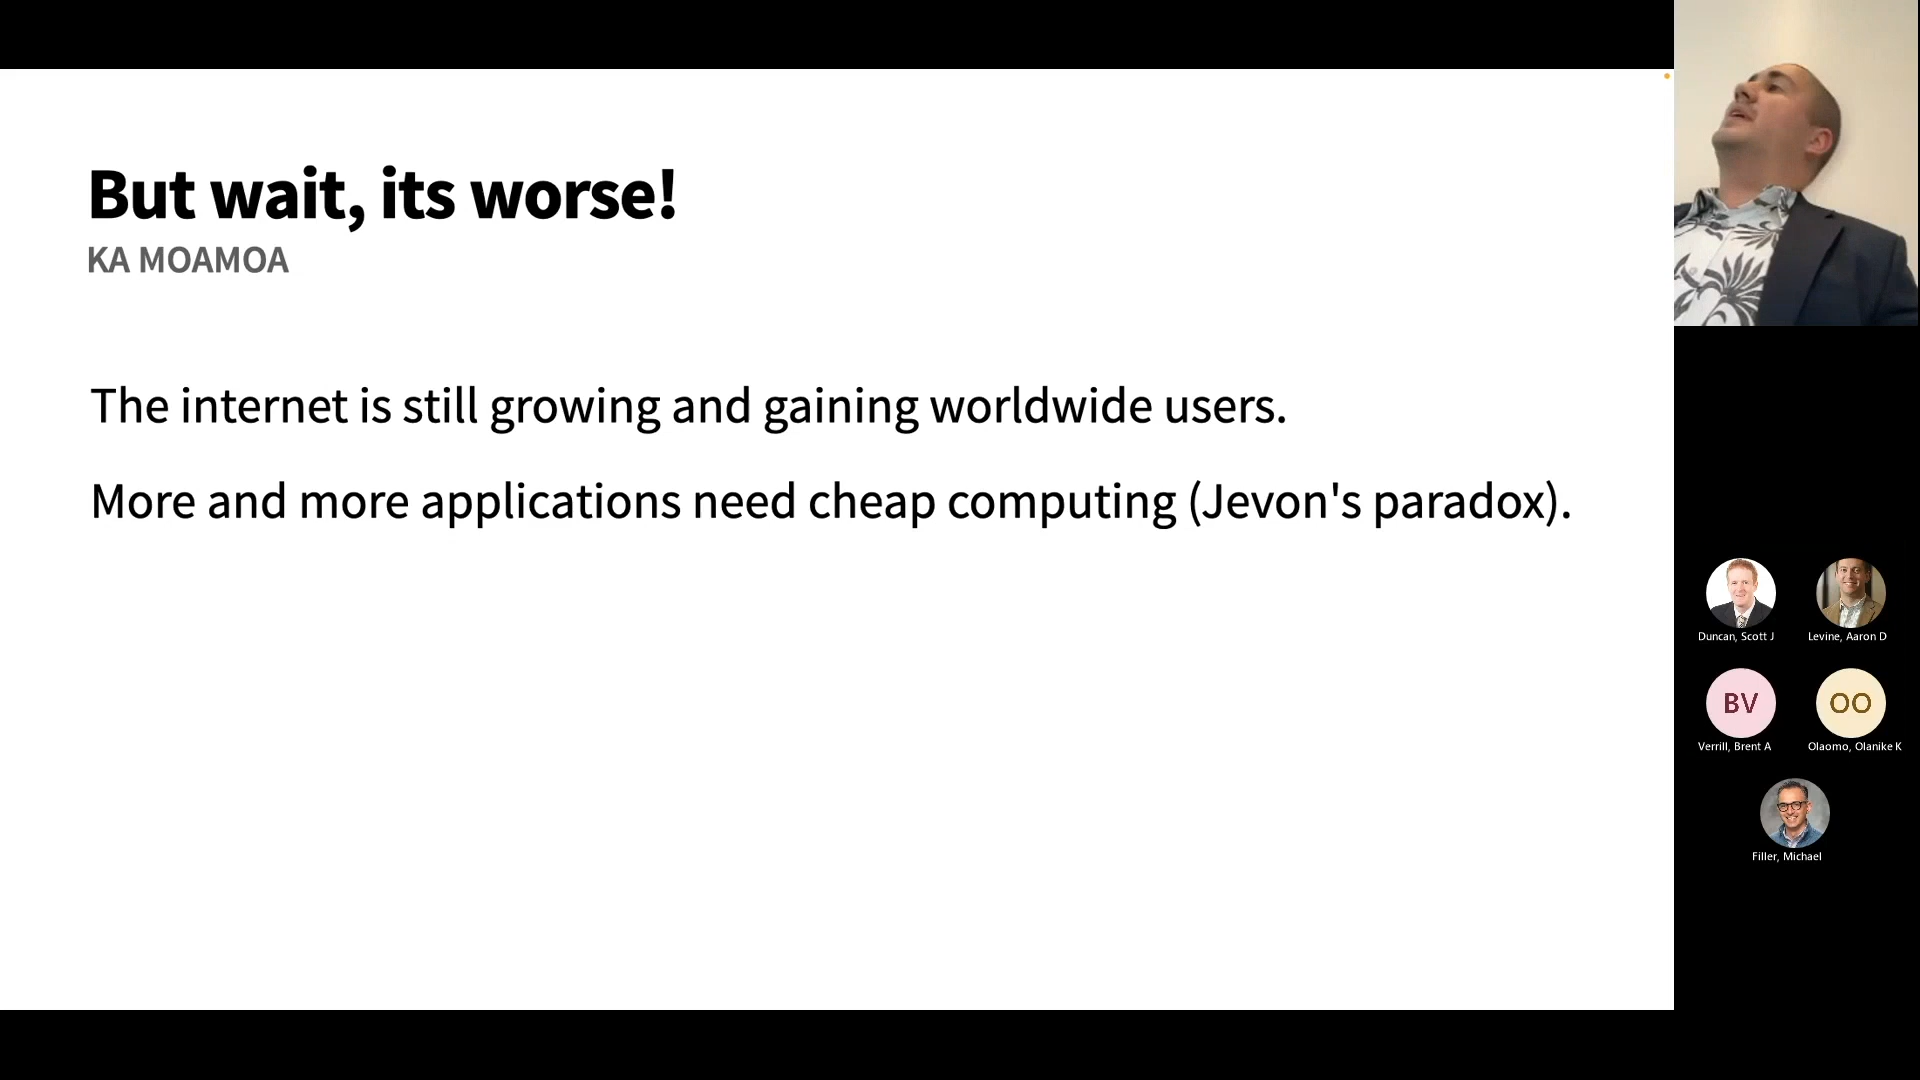 But wait, its worse!
KA MOAMOA
The internet is still growing and gaining worldwide users.
More and more applications need cheap computing (Jevon's paradox).
Duncan, Scott J
Levine, Aaron D
BV
OO
Verrill, Brent A
Olaomo, Olanike K
Filler, Michael